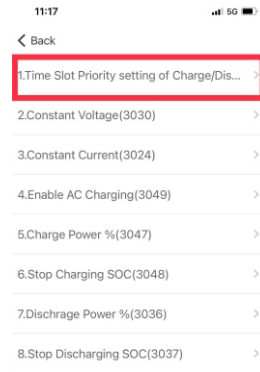 11:17
5G
Back
1.Time Slot Priority setting of Charge/Dis...
2.Constant Voltage(3030)
3.Constant Current(3024)
4.Enable AC Charging(3049)
5.Charge Power %(3047)
6.Stop Charging SOC(3048)
7.Dischrage Power %(3036)
8.Stop Discharging SOC(3037)